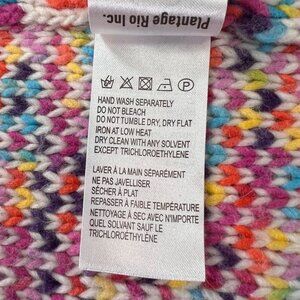 Plantage Rio Inc.
HAND WASH SEPARATELY
DO NOT BLEACH
DO NOT TUMBLE DRY, DRY FLAT
IRON AT LOW HEAT
DRY CLEAN WITH ANY SOLVENT
EXCEPT TRICHLOROETHYLENE
LAVER À LA MAIN SÉPARÉMENT
NE PAS JAVELLISER
SÉCHER À PLAT
REPASSER À FAIBLE TEMPÉRATURE
NETTOYAGE À SEC AVEC N'IMPORTE
QUEL SOLVANT SAUF LE
TRICHLOROÉTHYLÈNE